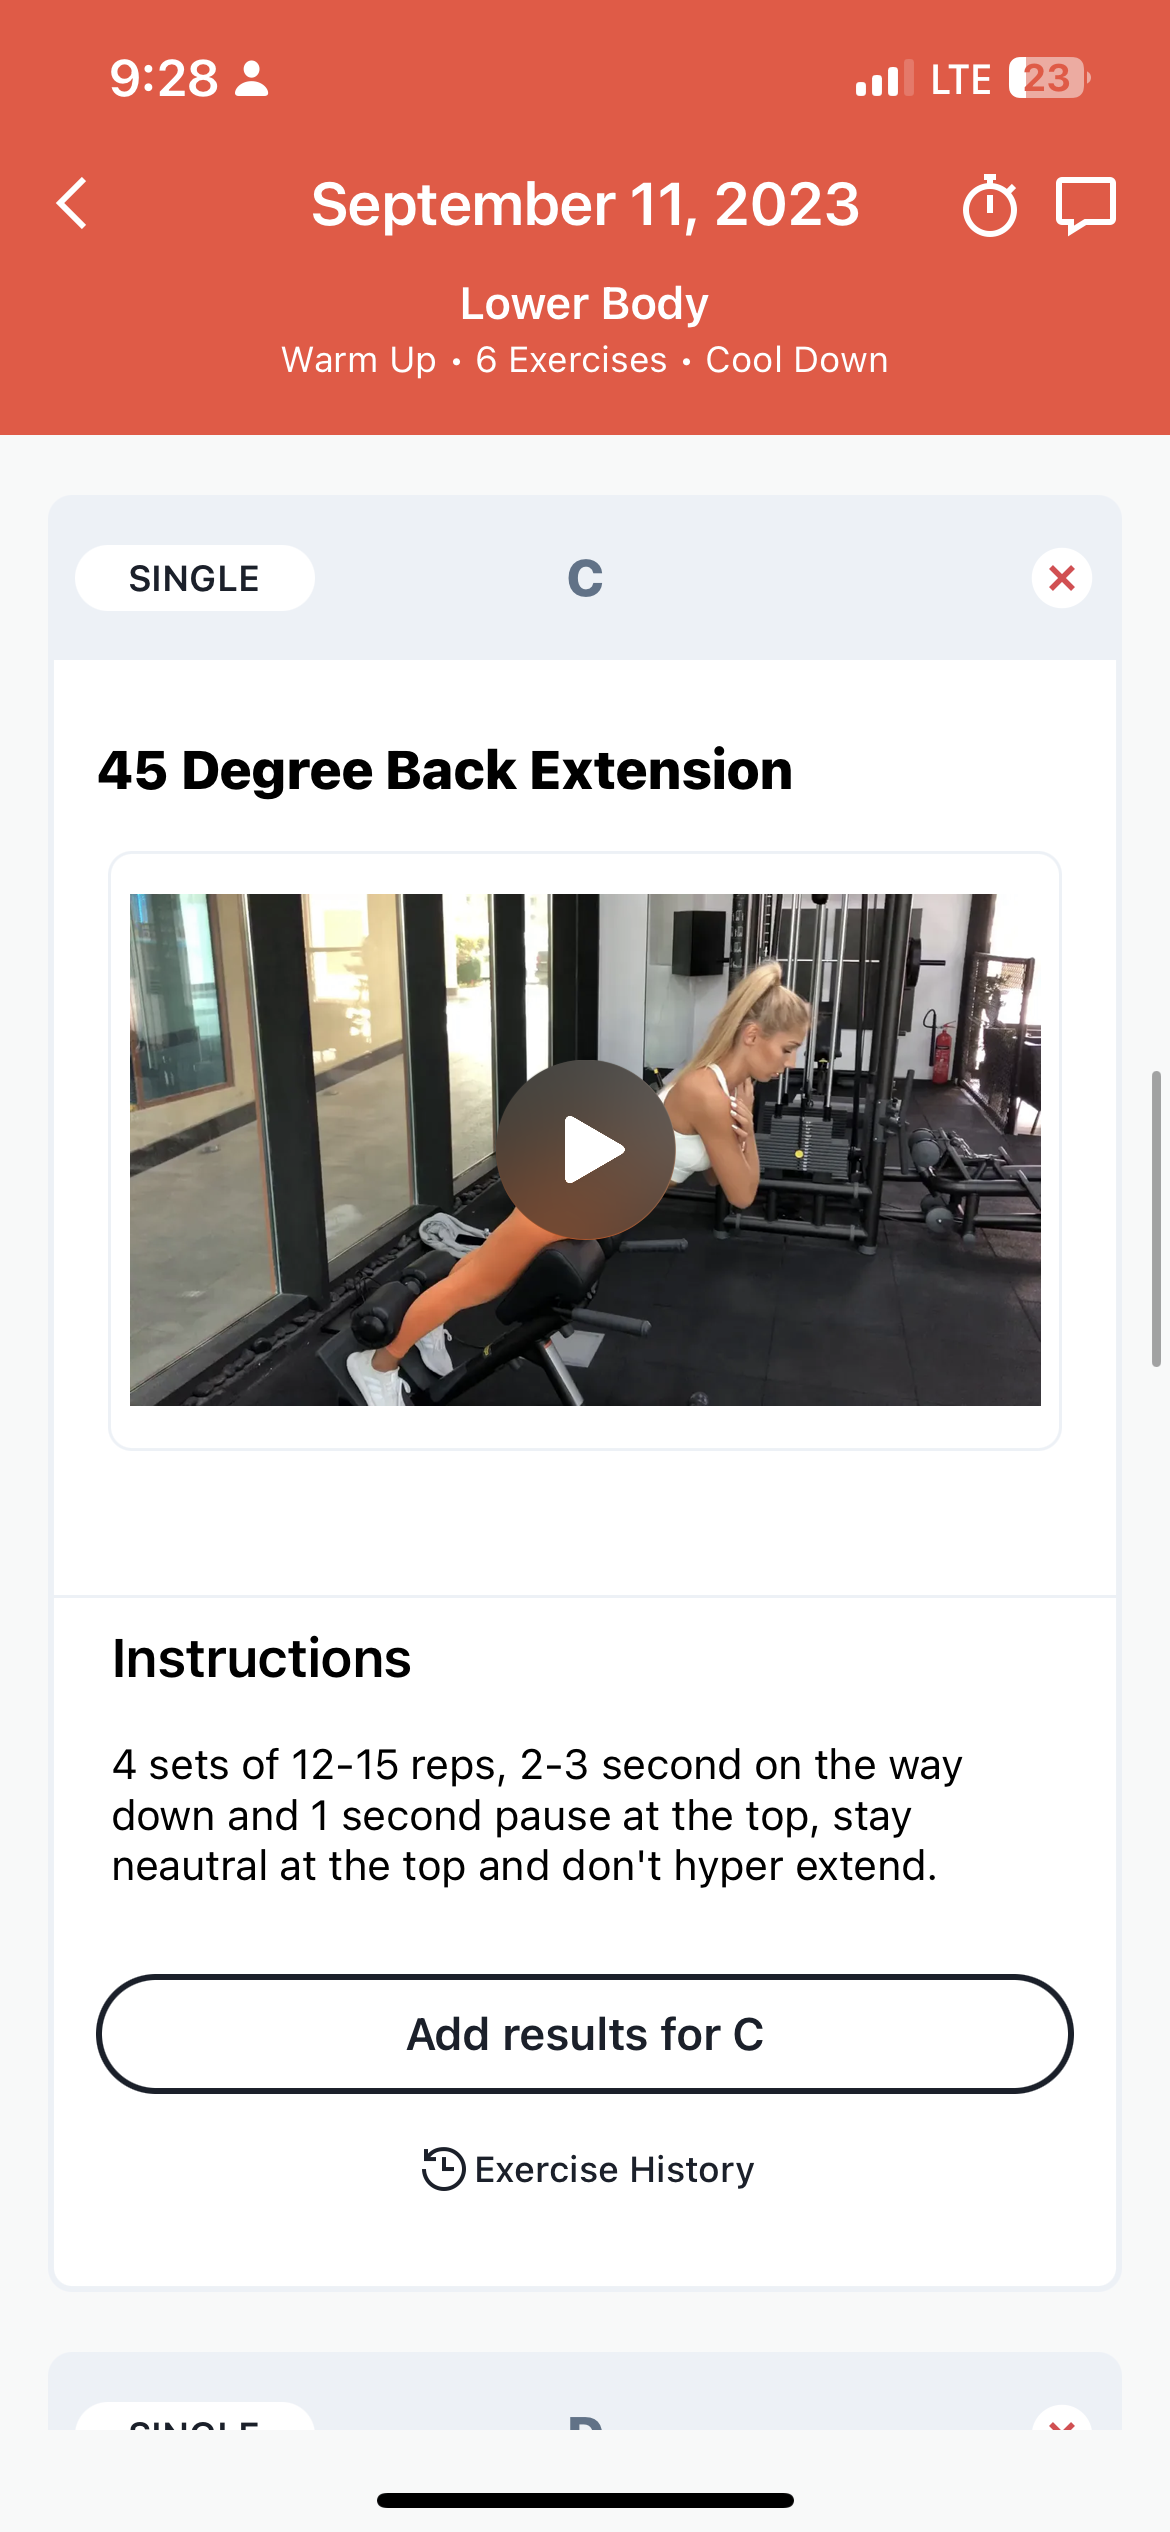 9:28
LTE 23
September 11, 2023
Lower Body
Warm Up • 6 Exercises • Cool Down
SINGLE C
45 Degree Back Extension
Instructions
4 sets of 12-15 reps, 2-3 second on the way
down and 1 second pause at the top, stay
neautral at the top and don't hyper extend.
Add results for C
Exercise History
SINGLE D